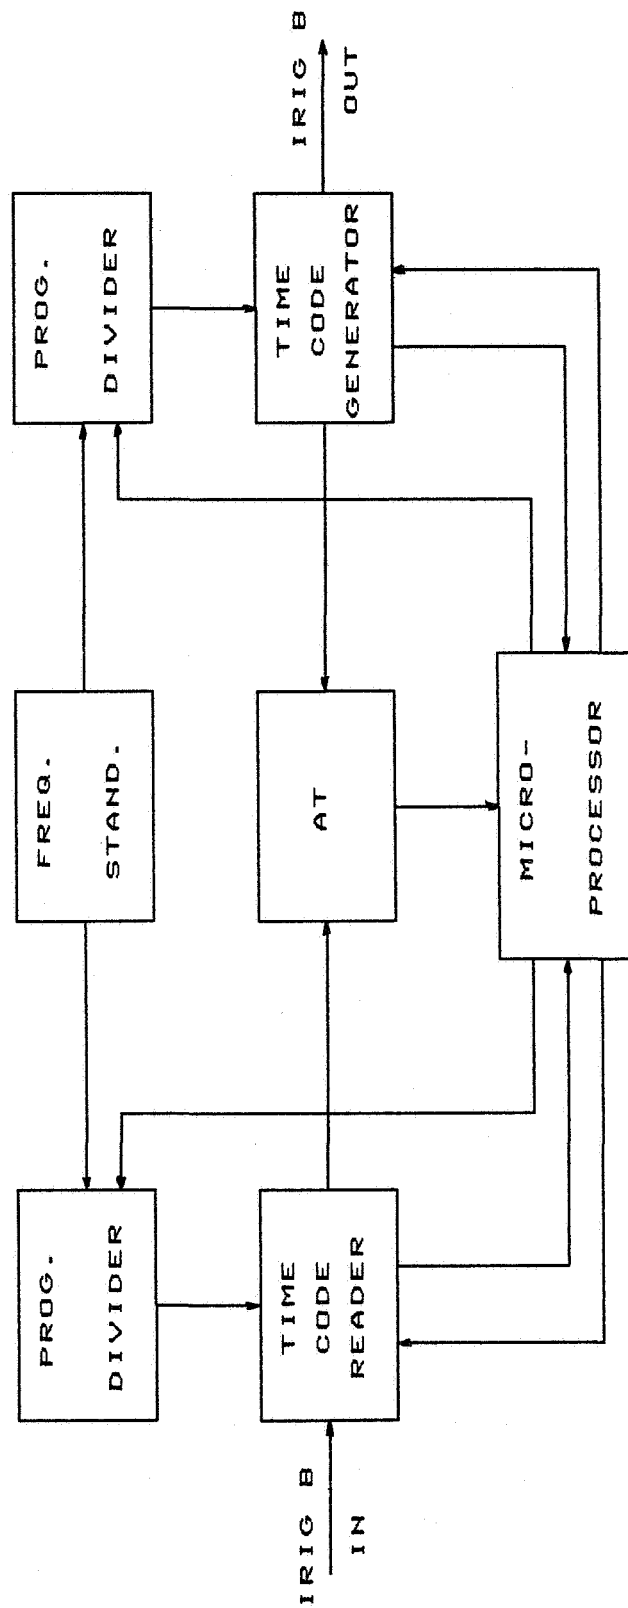 PROG.
DIVIDER
FREQ.
STAND.
PROG.
DIVIDER
IRIG B
IN
TIME
CODE
READER
AT
TIME
CODE
GENERATOR
IRIG B
OUT
MICRO-
PROCESSOR